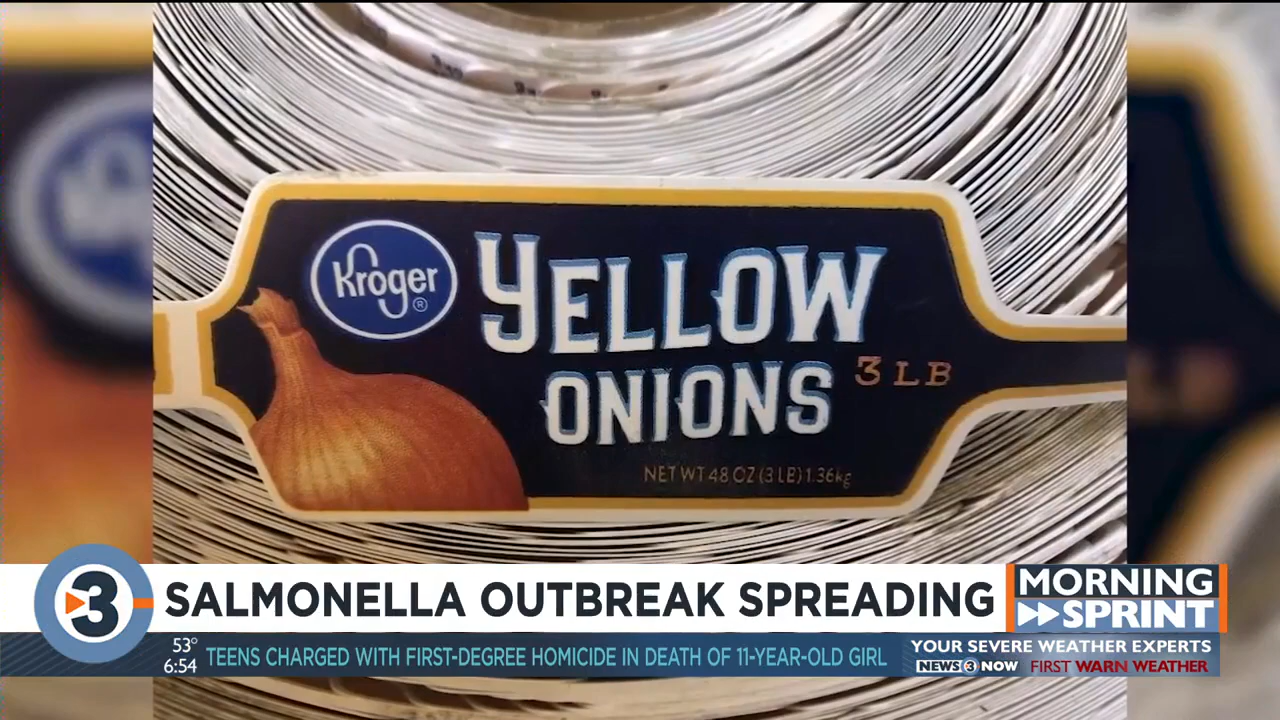 Kroger®
YELLOW
ONIONS
3 LB
NET WT 48 OZ (3 LB) 1.36kg
3
SALMONELLA OUTBREAK SPREADING
MORNING
SPRINT
53°
6:54
TEENS CHARGED WITH FIRST-DEGREE HOMICIDE IN DEATH OF 11-YEAR-OLD GIRL
YOUR SEVERE WEATHER EXPERTS
NEWS 3 NOW FIRST WARN WEATHER